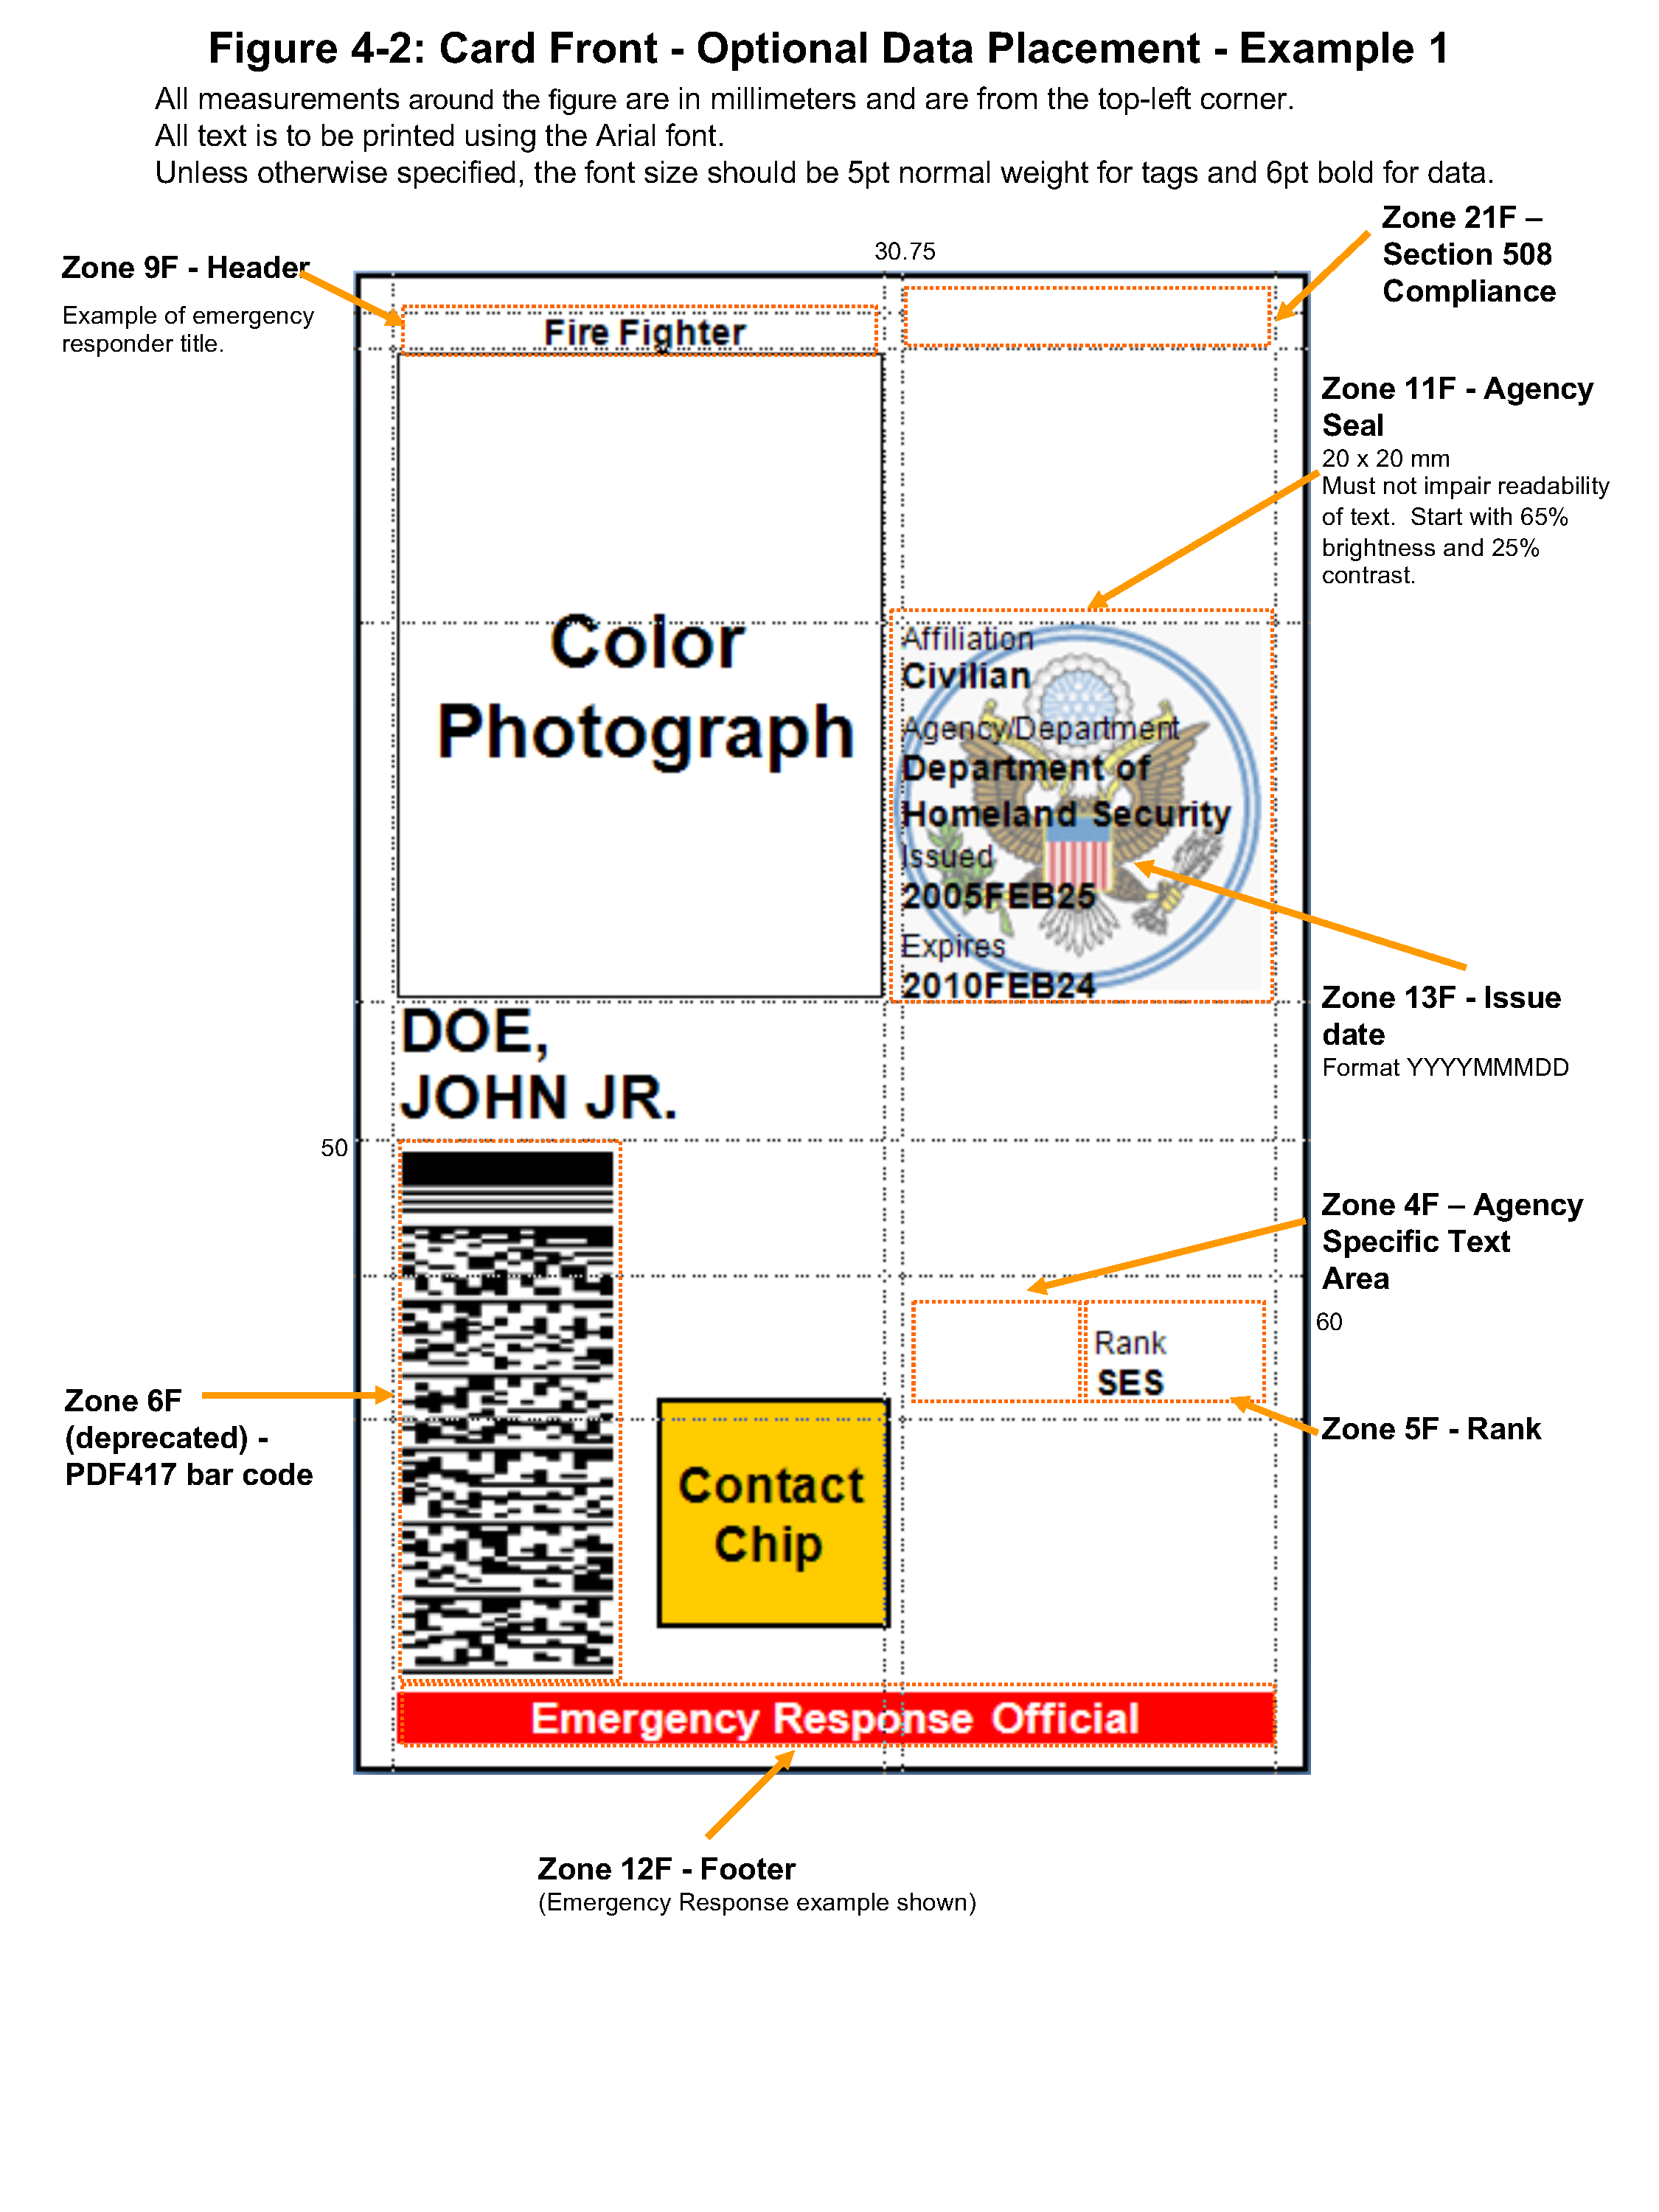 Figure 4-2: Card Front - Optional Data Placement - Example 1
All measurements around the figure are in millimeters and are from the top-left corner.
All text is to be printed using the Arial font.
Unless otherwise specified, the font size should be 5pt normal weight for tags and 6pt bold for data.
Zone 21F –
Section 508
Compliance
30.75
Zone 9F - Header
Example of emergency
responder title.
Fire Fighter
Zone 11F - Agency
Seal
20 x 20 mm
Must not impair readability
of text.  Start with 65%
brightness and 25%
contrast.
Color
Photograph
Affiliation
Civilian
Agency/Department
Department of
Homeland Security
Issued
2005FEB25
Expires
2010FEB24
Zone 13F - Issue
date
Format YYYYMMMDD
DOE,
JOHN JR.
50
Zone 4F – Agency
Specific Text
Area
60
Rank
SES
Zone 6F
(deprecated) -
PDF417 bar code
Zone 5F - Rank
Contact
Chip
Emergency Response Official
Zone 12F - Footer
(Emergency Response example shown)